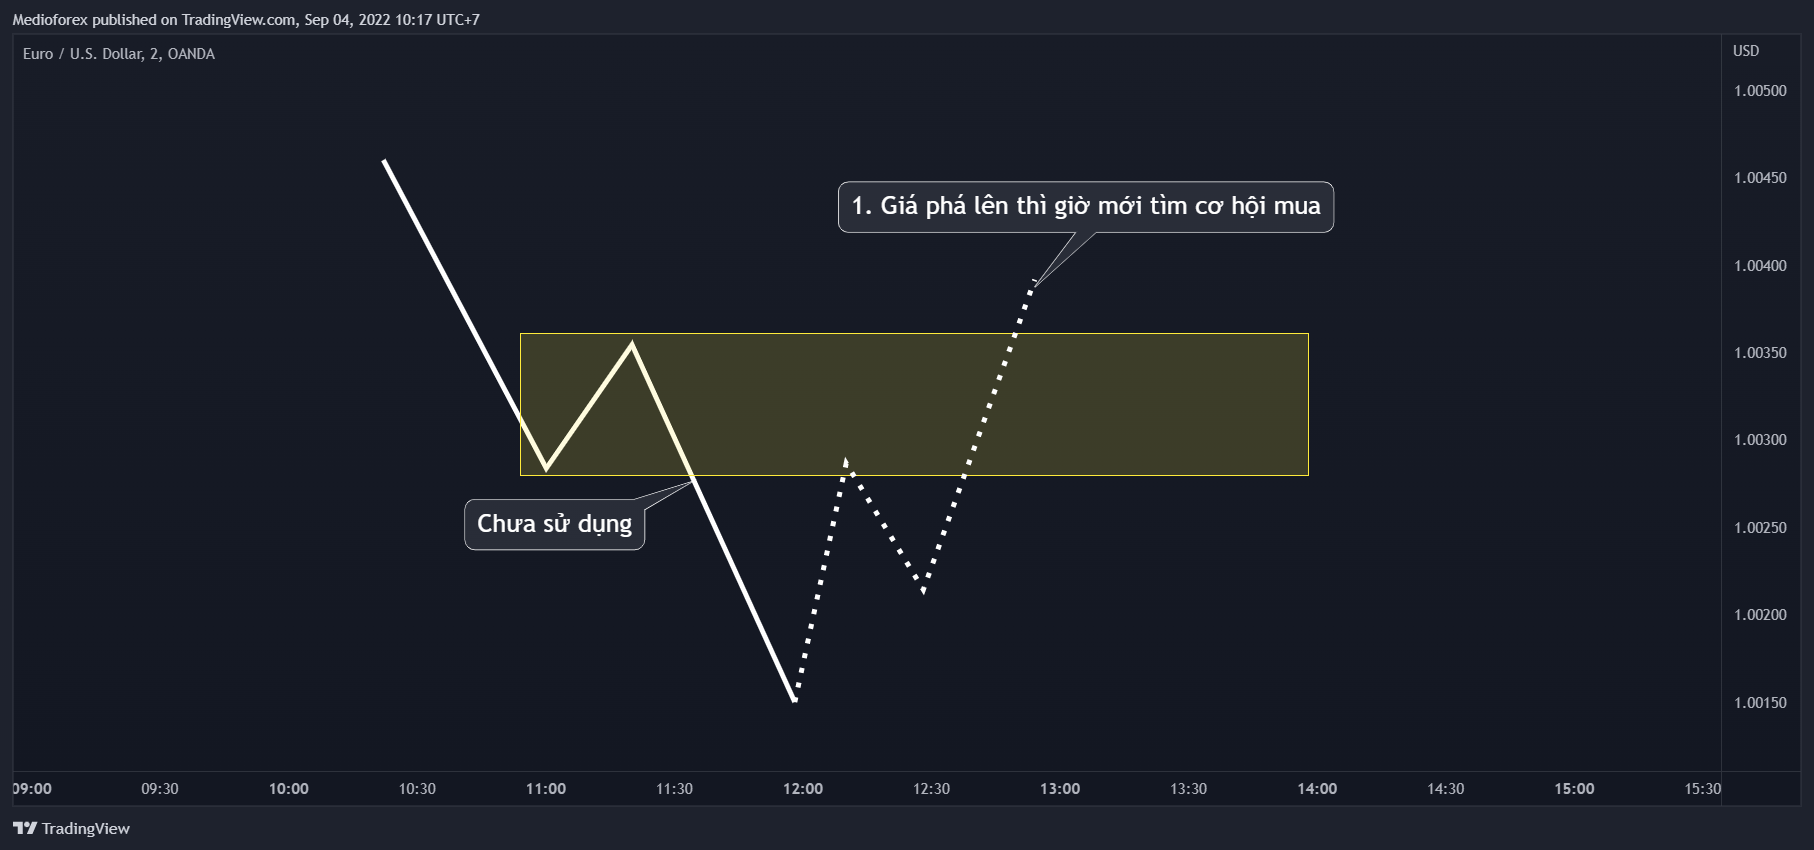 Medioforex published on TradingView.com, Sep 04, 2022 10:17 UTC+7
Euro / U.S. Dollar, 2, OANDA
USD
1.00500
1.00450
1. Giá phá lên thì giờ mới tìm cơ hội mua
1.00400
1.00350
1.00300
Chưa sử dụng
1.00250
1.00200
1.00150
09:00 09:30 10:00 10:30 11:00 11:30 12:00 12:30 13:00 13:30 14:00 14:30 15:00 15:30
TradingView